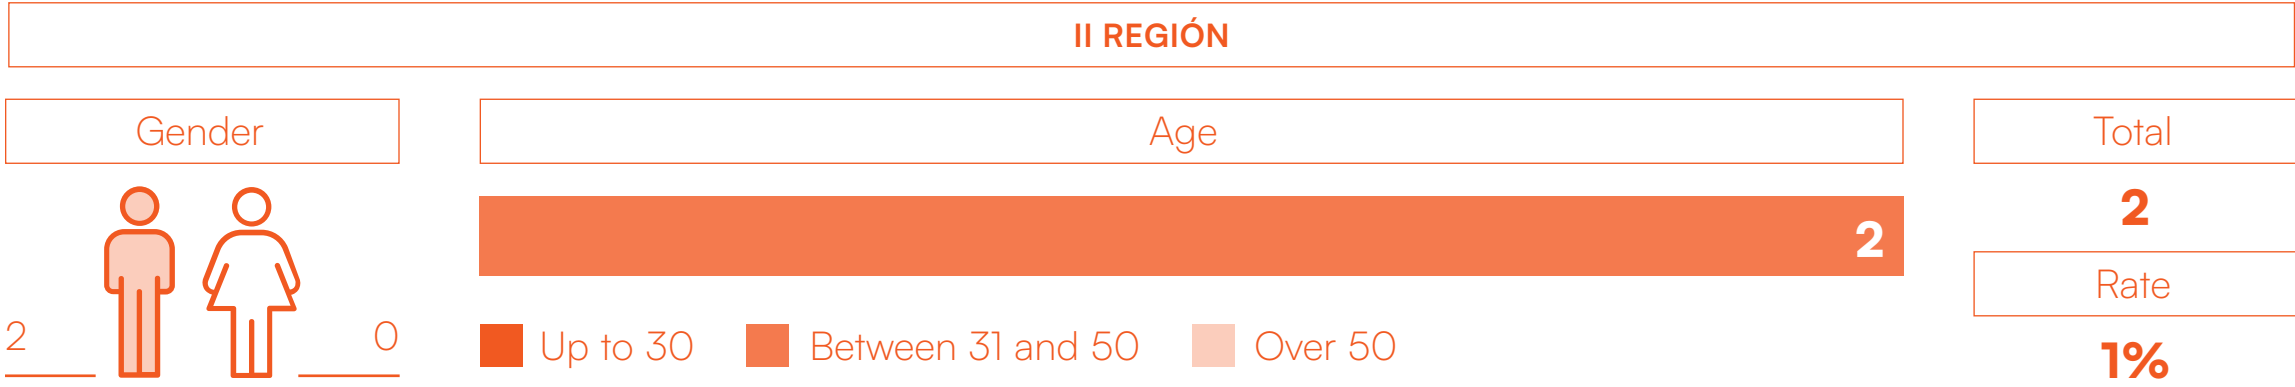 II REGIÓN
Gender
2
0
Age
2
Up to 30
Between 31 and 50
Over 50
Total
2
Rate
1%